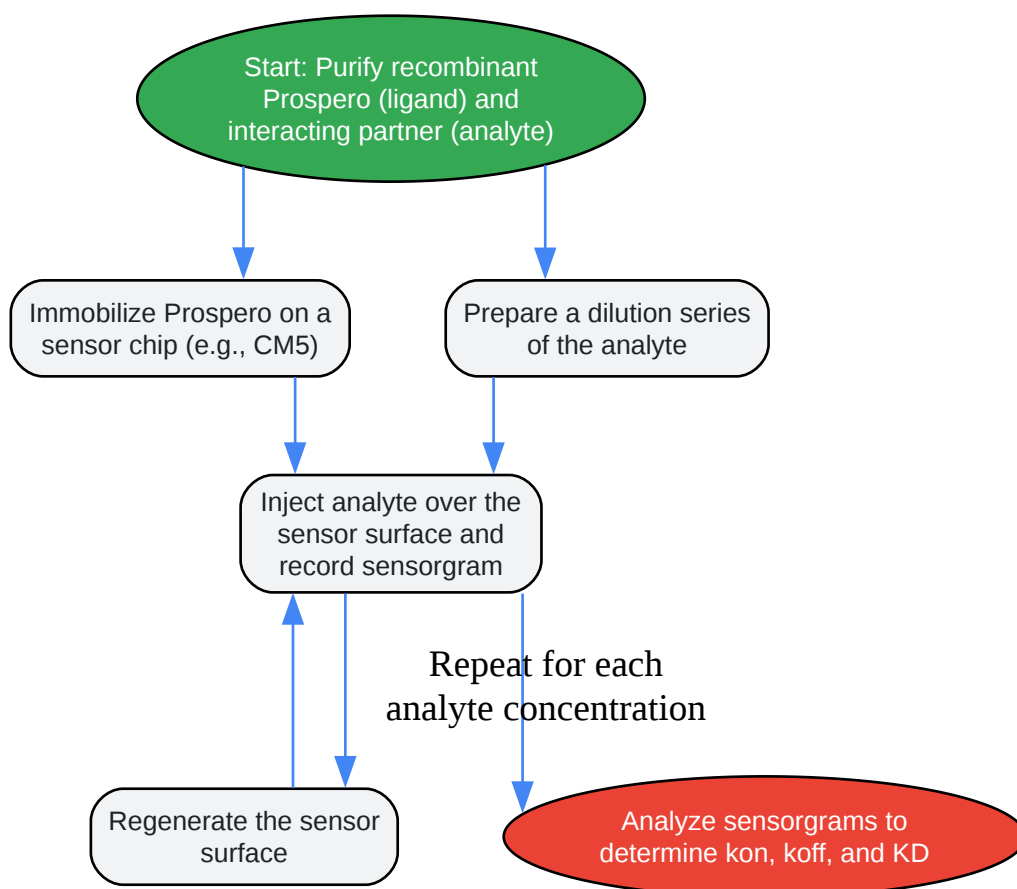 Start: Purify recombinant
Prospero (ligand) and
interacting partner (analyte)
Immobilize Prospero on a
sensor chip (e.g., CM5)
Prepare a dilution series
of the analyte
Inject analyte over the
sensor surface and
record sensorgram
Repeat for each
analyte concentration
Regenerate the sensor
surface
Analyze sensorgrams to
determine kon, koff, and KD